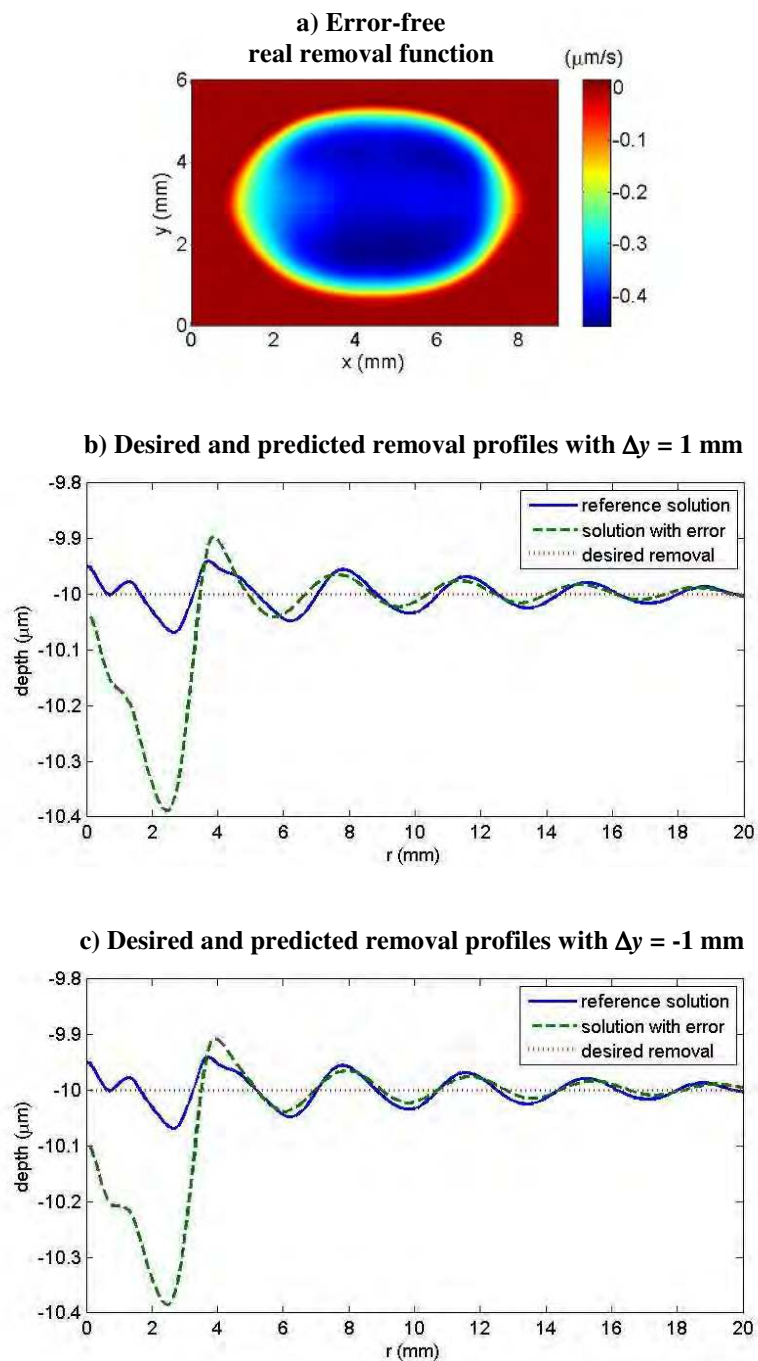 a) Error-free
real removal function
(μm/s)
6
4
2
0
y (mm)
0 2 4 6 8
x (mm)
0
-0.1
-0.2
-0.3
-0.4
b) Desired and predicted removal profiles with Δy = 1 mm
-9.8
-9.9
-10
-10.1
-10.2
-10.3
-10.4
depth (μm)
reference solution
solution with error
desired removal
0 2 4 6 8 10 12 14 16 18 20
r (mm)
c) Desired and predicted removal profiles with Δy = -1 mm
-9.8
-9.9
-10
-10.1
-10.2
-10.3
-10.4
depth (μm)
reference solution
solution with error
desired removal
0 2 4 6 8 10 12 14 16 18 20
r (mm)